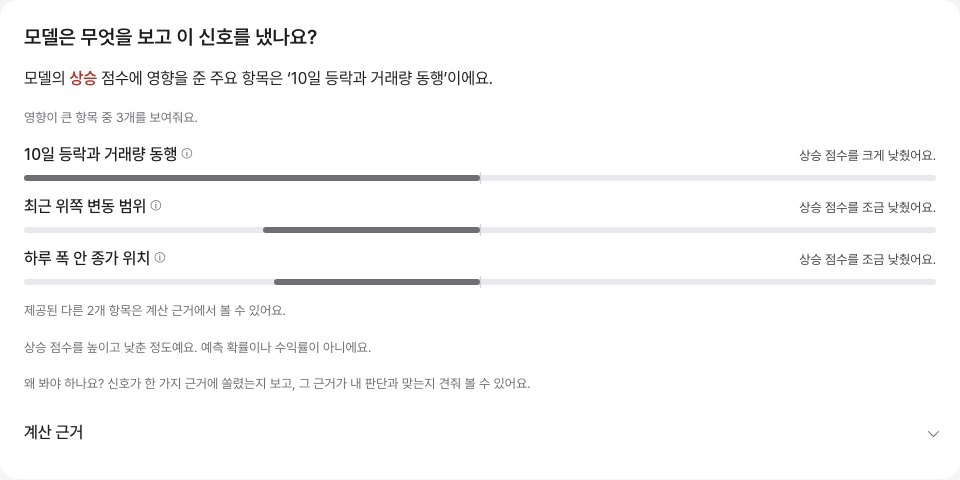 모델은 무엇을 보고 이 신호를 냈나요?
모델의 상승 점수에 영향을 준 주요 항목은 ‘10일 등락과 거래량 동행’이에요.
영향이 큰 항목 중 3개를 보여줘요.
10일 등락과 거래량 동행 ⓘ 상승 점수를 크게 낮췄어요.
최근 위쪽 변동 범위 ⓘ 상승 점수를 조금 낮췄어요.
하루 폭 안 종가 위치 ⓘ 상승 점수를 조금 낮췄어요.
제공된 다른 2개 항목은 계산 근거에서 볼 수 있어요.
상승 점수를 높이고 낮춘 정도예요. 예측 확률이나 수익률이 아니에요.
왜 봐야 하나요? 신호가 한 가지 근거에 쏠렸는지 보고, 그 근거가 내 판단과 맞는지 견줘 볼 수 있어요.
계산 근거